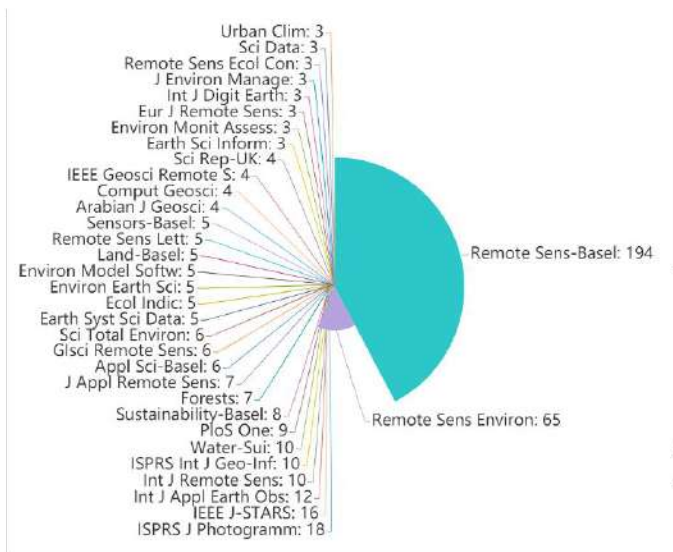 Urban Clim: 3
Sci Data: 3
Remote Sens Ecol Con: 3
J Environ Manage: 3
Int J Digit Earth: 3
Eur J Remote Sens: 3
Environ Monit Assess: 3
Earth Sci Inform: 3
Sci Rep-UK: 4
IEEE Geosci Remote S: 4
Comput Geosci: 4
Arabian J Geosci: 4
Sensors-Basel: 5
Remote Sens Lett: 5
Land-Basel: 5
Environ Model Softw: 5
Environ Earth Sci: 5
Ecol Indic: 5
Earth Syst Sci Data: 5
Sci Total Environ: 6
GIsci Remote Sens: 6
Appl Sci-Basel: 6
J Appl Remote Sens: 7
Forests: 7
Sustainability-Basel: 8
PloS One: 9
Water-Sui: 10
ISPRS Int J Geo-Inf: 10
Int J Remote Sens: 10
Int J Appl Earth Obs: 12
IEEE J-STARS: 16
ISPRS J Photogramm: 18
Remote Sens-Basel: 194
Remote Sens Environ: 65